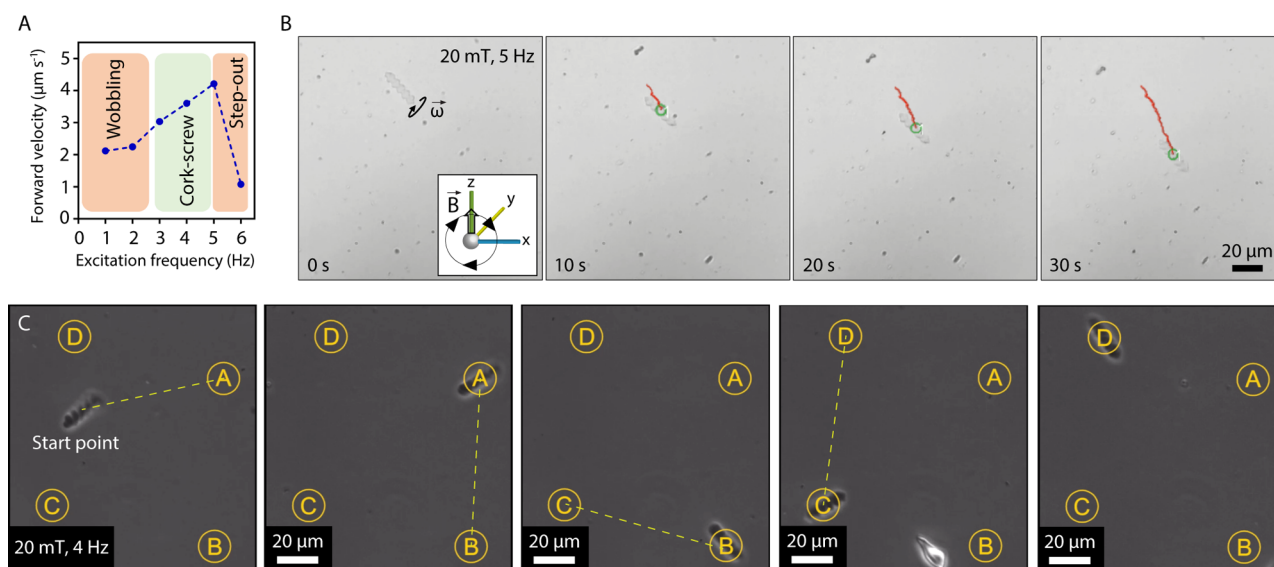 A
Forward velocity (μm s⁻¹)
5
4
3
2
1
0
Wobbling
Cork-screw
Step-out
0 1 2 3 4 5 6
Excitation frequency (Hz)
B
20 mT, 5 Hz
ω
B
z
y
x
0 s
10 s
20 s
30 s
20 μm
C
D
A
Start point
C
B
20 mT, 4 Hz
D
A
C
B
20 μm
D
A
C
B
20 μm
D
A
C
B
20 μm
D
A
C
B
20 μm